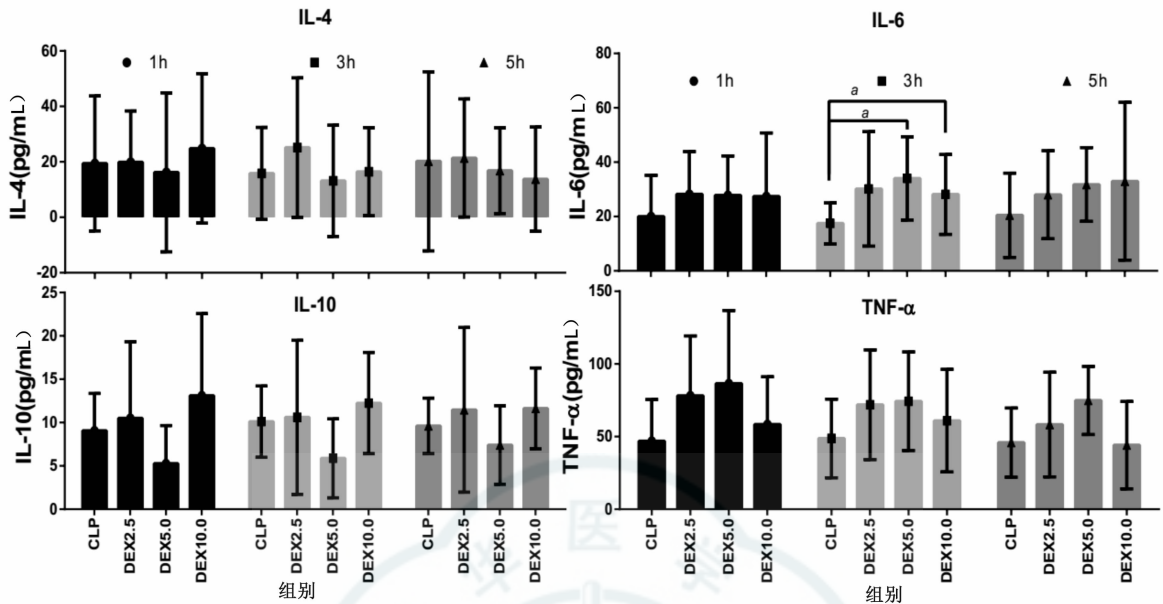 IL-4
IL-4(pg/mL)
60
40
20
0
-20
1h
3h
5h
IL-6
IL-6(pg/mL)
80
60
40
20
0
1h
3h
5h
a
a
IL-10
IL-10(pg/mL)
25
20
15
10
5
0
CLP
DEX2.5
DEX5.0
DEX10.0
CLP
DEX2.5
DEX5.0
DEX10.0
CLP
DEX2.5
DEX5.0
DEX10.0
组别
TNF-α
TNF-α(pg/mL)
150
100
50
0
CLP
DEX2.5
DEX5.0
DEX10.0
CLP
DEX2.5
DEX5.0
DEX10.0
CLP
DEX2.5
DEX5.0
DEX10.0
组别
华医学